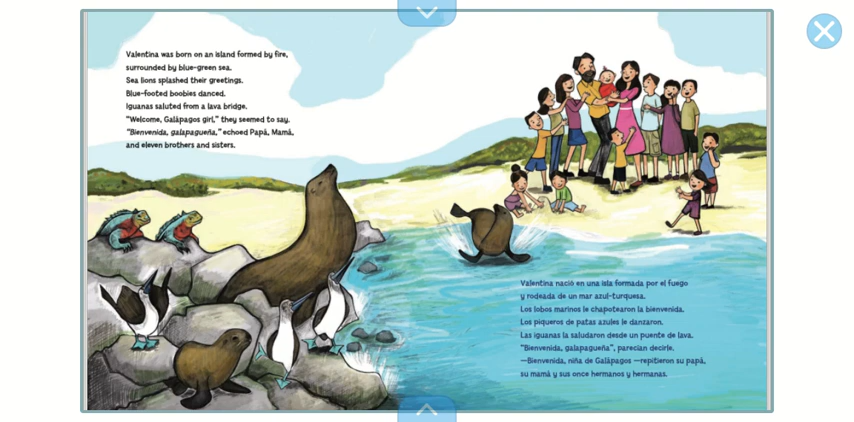 Valentina was born on an island formed by fire,
surrounded by blue-green sea.
Sea lions splashed their greetings.
Blue-footed boobies danced.
Iguanas saluted from a lava bridge.
"Welcome, Galápagos girl," they seemed to say.
"Bienvenida, galapagueña," echoed Papá, Mamá,
and eleven brothers and sisters.
Valentina nació en una isla formada por el fuego
y rodeada de un mar azul-turquesa.
Los lobos marinos le chapotearon la bienvenida.
Los piqueros de patas azules le danzaron.
Las iguanas la saludaron desde un puente de lava.
"Bienvenida, galapagueña", parecían decirle.
—Bienvenida, niña de Galápagos —repitieron su papá,
su mamá y sus once hermanos y hermanas.